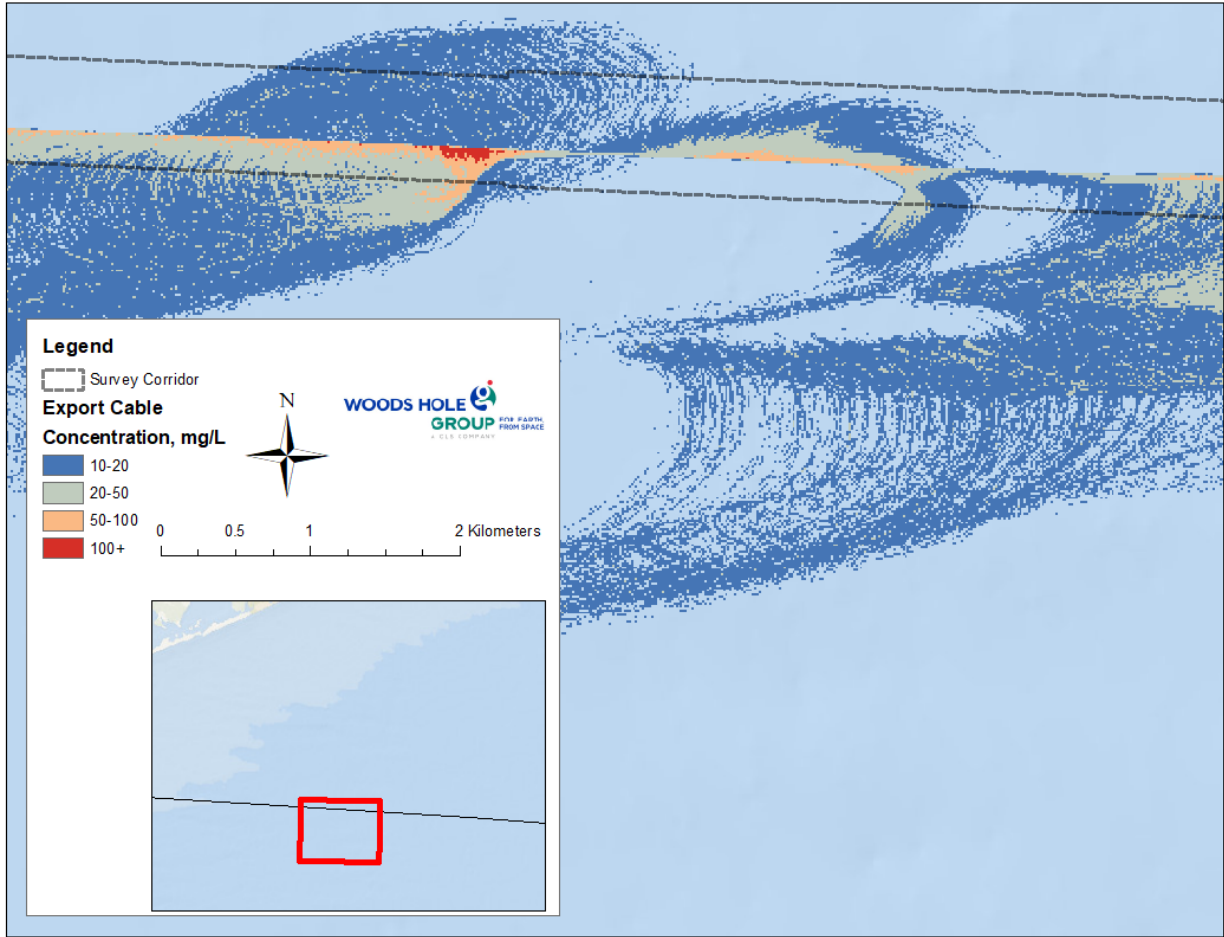 Legend
Survey Corridor
Export Cable
Concentration, mg/L
10-20
20-50
50-100
100+
N
WOODS HOLE
GROUP
FOR EARTH,
FROM SPACE
A CLS COMPANY
0 0.5 1 2 Kilometers